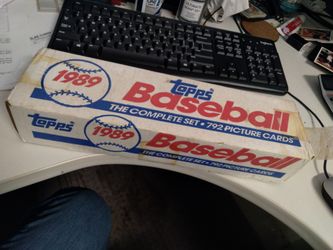 1989
Topps
Baseball
THE COMPLETE SET • 792 PICTURE CARDS
Topps
1989
Baseball
THE COMPLETE SET • 792 PICTURE CARDS